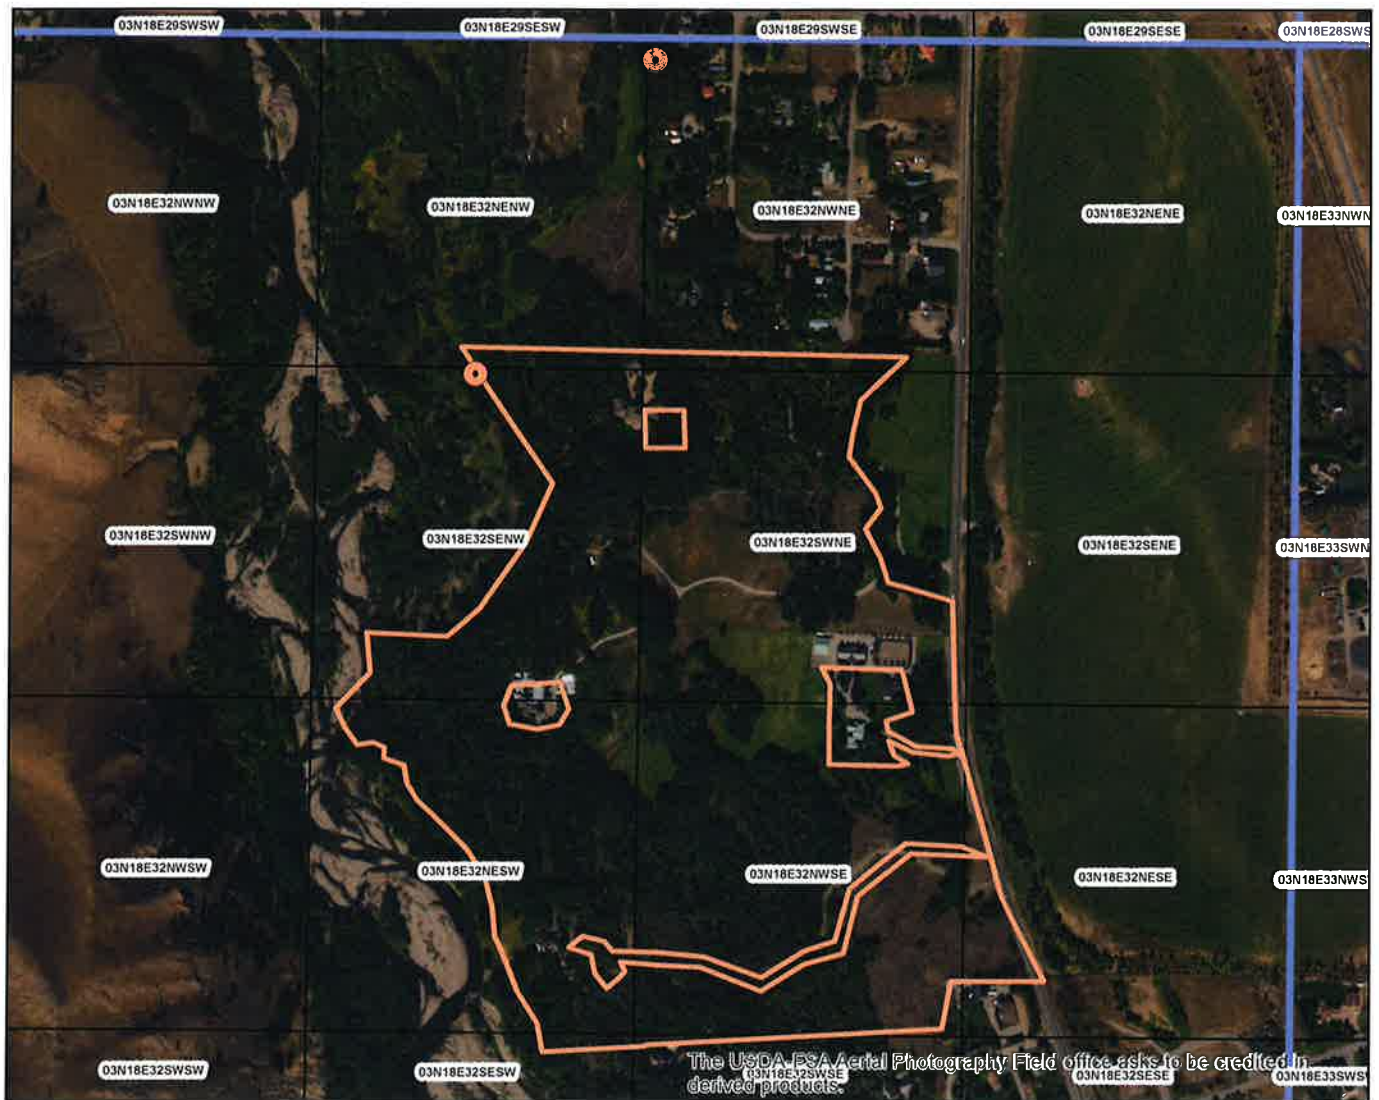 03N18E29SWSW
03N18E29SESW
03N18E29SWSE
03N18E29SESE
03N18E28SWS
03N18E32NWNW
03N18E32NENW
03N18E32NWNE
03N18E32NENE
03N18E33NWN
03N18E32SWNW
03N18E32SENW
03N18E32SWNE
03N18E32SENE
03N18E33SWN
03N18E32NWSW
03N18E32NESW
03N18E32NWSE
03N18E32NESE
03N18E33NWS
03N18E32SWSW
03N18E32SESW
03N18E32SWSE
03N18E32SESE
03N18E33SWS
The USDA-FSA Aerial Photography Field office asks to be credited in
derived products.